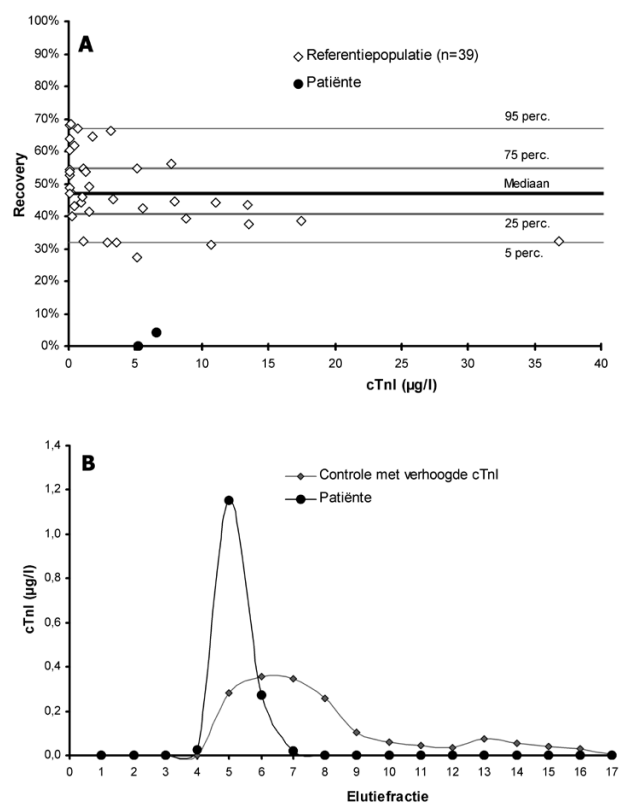 A
◇ Referentiepopulatie (n=39)
● Patiënte
100%
90%
80%
70%
60%
50%
40%
30%
20%
10%
0%
Recovery
95 perc.
75 perc.
Mediaan
25 perc.
5 perc.
0 5 10 15 20 25 30 35 40
cTnI (µg/l)
B
Controle met verhoogde cTnI
Patiënte
1,4
1,2
1,0
0,8
0,6
0,4
0,2
0,0
cTnI (µg/l)
0 1 2 3 4 5 6 7 8 9 10 11 12 13 14 15 16 17
Elutiefractie